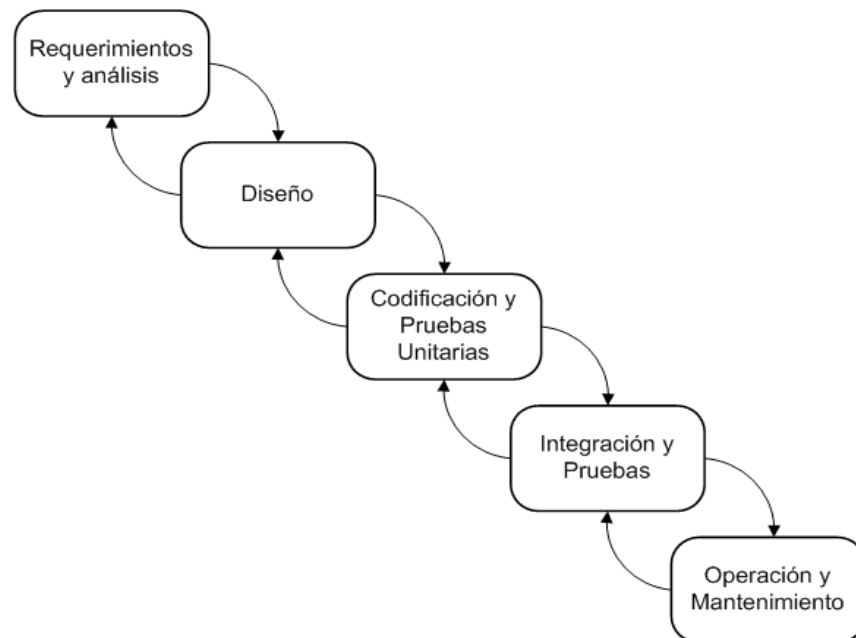 Requerimientos
y análisis
Diseño
Codificación y
Pruebas
Unitarias
Integración y
Pruebas
Operación y
Mantenimiento